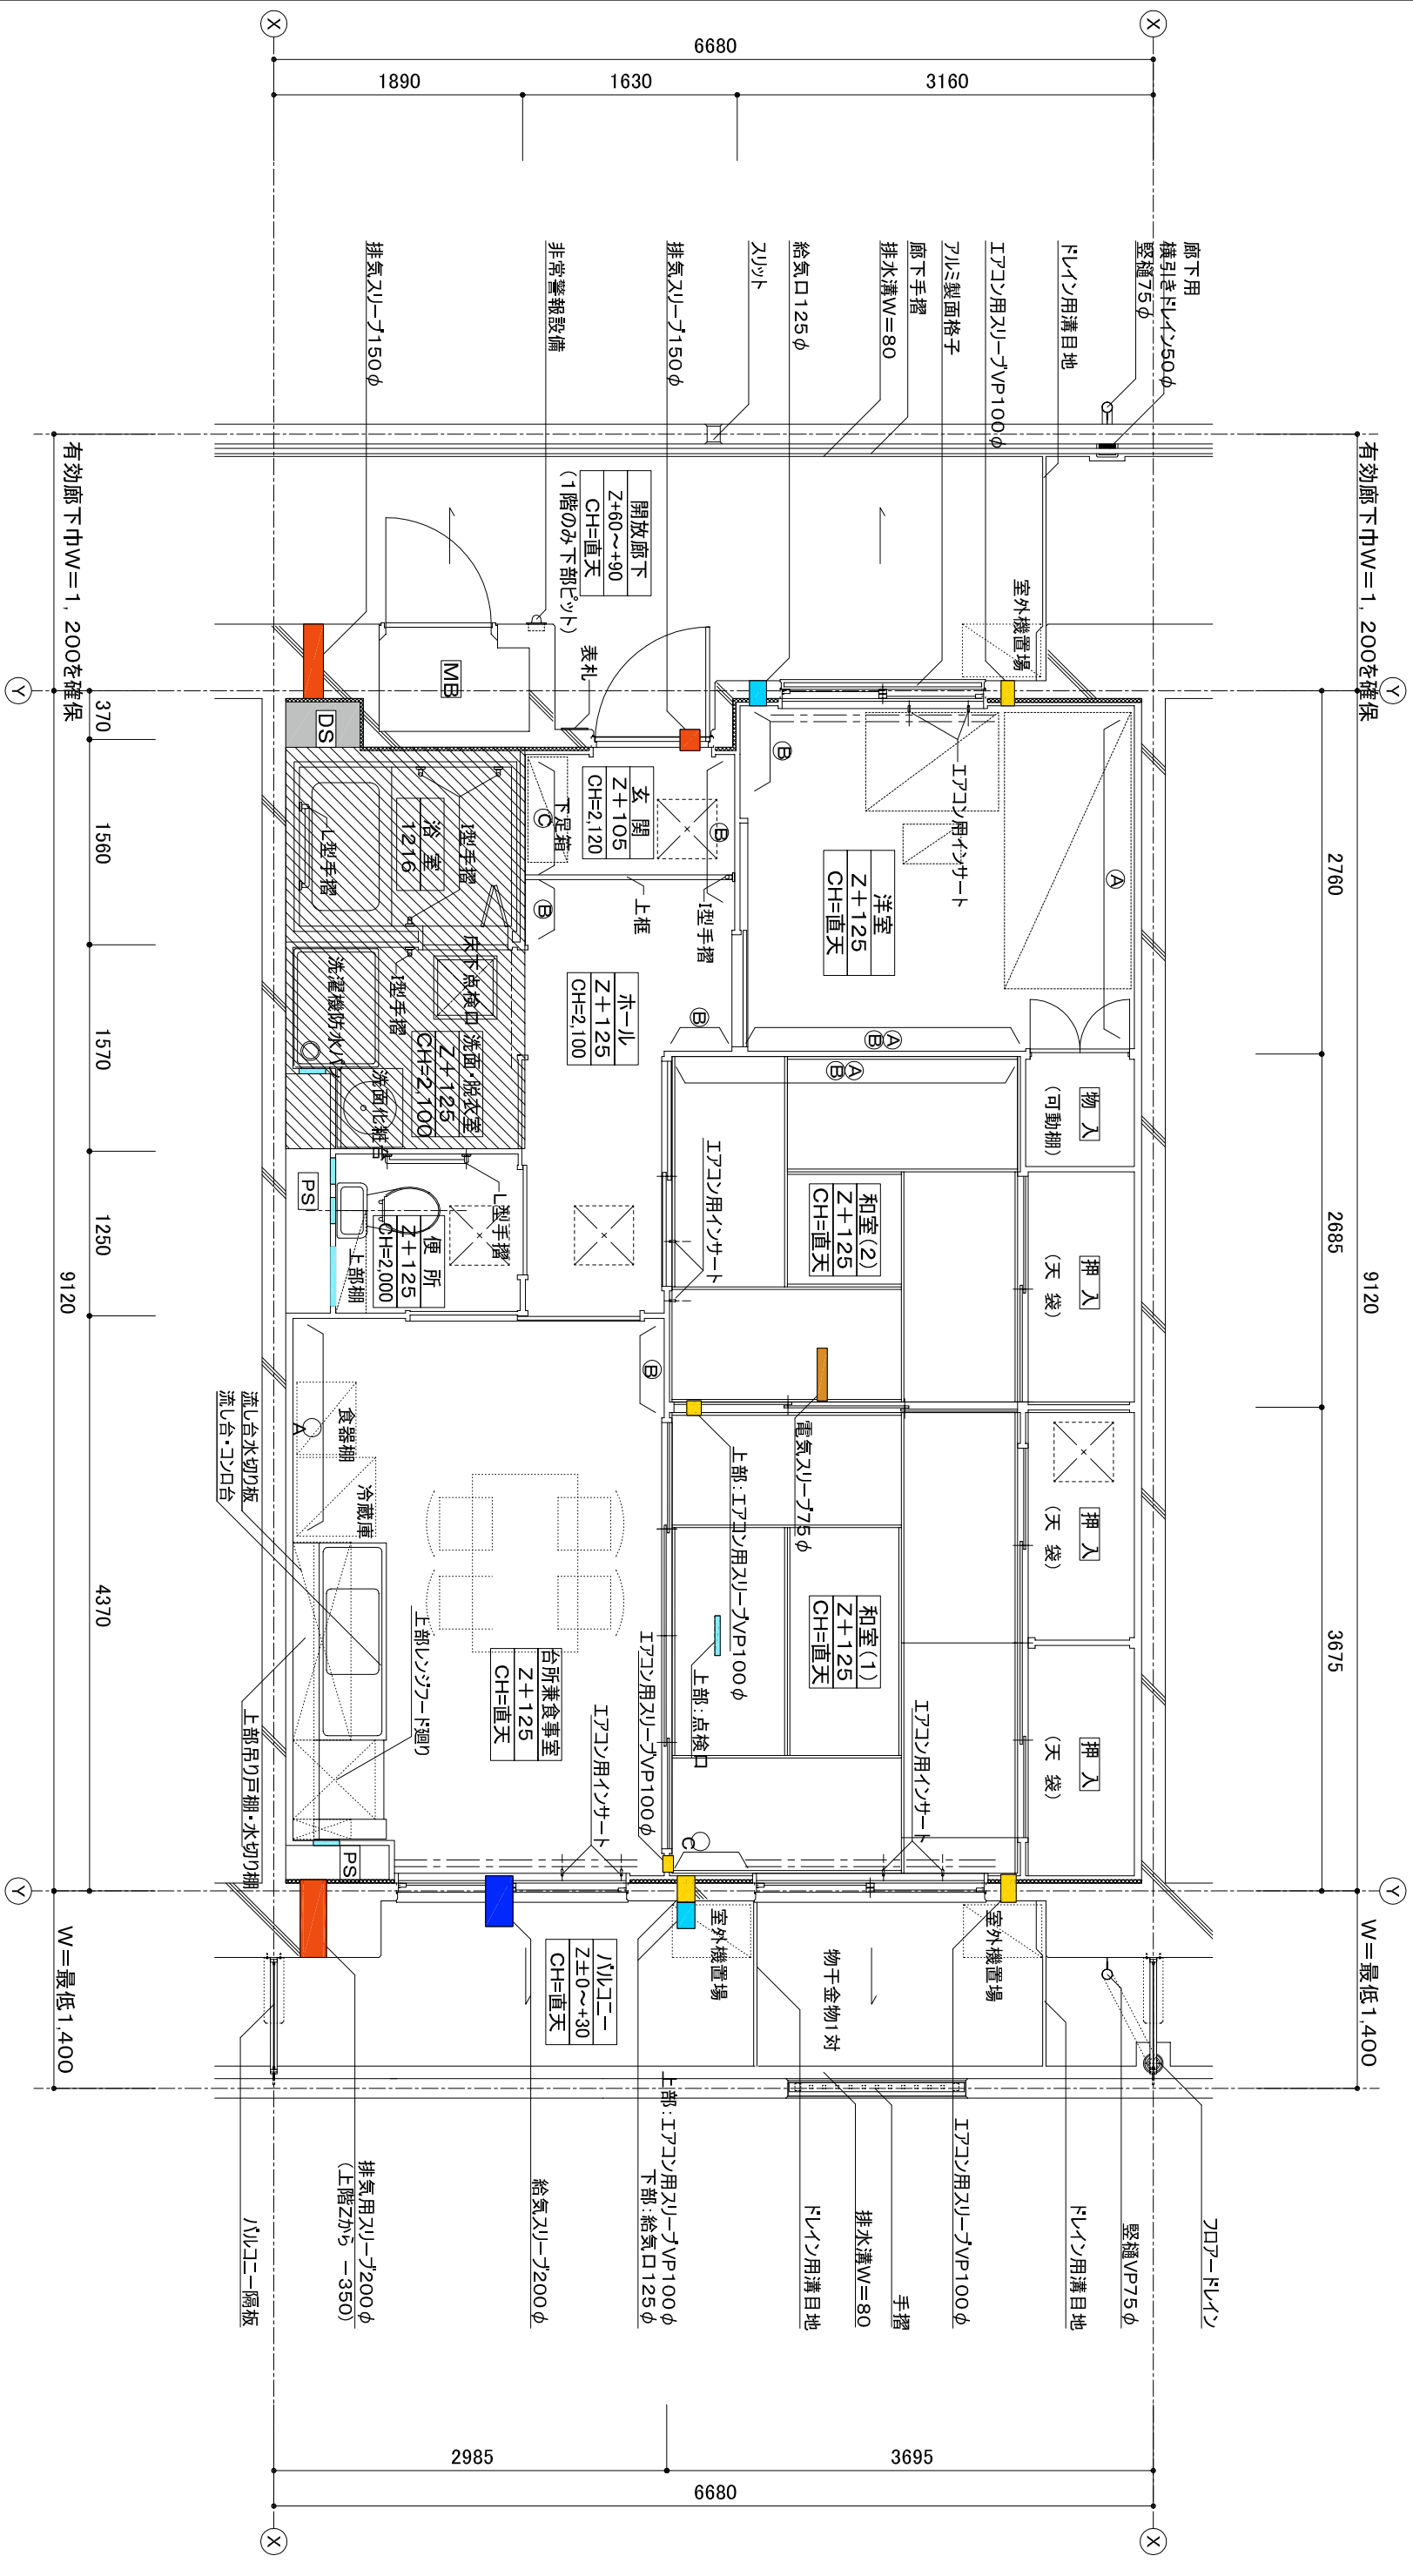 X
X
6680
1890
1630
3160
廊下用
横引きドレイン50φ
竪樋75φ
ドレイン用溝目地
エアコン用スリーブVP100φ
アルミ製面格子
廊下手摺
排水溝W=80
給気口125φ
スリット
排気スリーブ150φ
非常警報設備
排気スリーブ150φ
有効廊下巾W=1,200を確保
有効廊下巾W=1,200を確保
開放廊下
Z+60~+90
CH=直天
(1階のみ下部ピット)
室外機置場
表札
MB
Y
Y
370
1560
1570
1250
4370
9120
2760
2685
3675
9120
DS
浴室
1216
I型手摺
L型手摺
玄関
Z+105
CH=2,120
下足箱
C
B
B
B
上框
I型手摺
エアコン用インサート
洋室
Z+125
CH=直天
A
B
A
B
ホール
Z+125
CH=2,100
床下点検口
I型手摺
洗濯機防水パン
洗面・脱衣室
Z+125
CH=2,100
洗面化粧台
A
B
物入
(可動棚)
PS
L型手摺
便所
Z+125
CH=2,000
上部棚
エアコン用インサート
和室(2)
Z+125
CH=直天
押入
(天袋)
B
A
食器棚
冷蔵庫
流し台水切り板
流し台・コンロ台
電気スリーブ75φ
上部:エアコン用スリーブVP100φ
押入
(天袋)
和室(1)
Z+125
CH=直天
上部:点検口
エアコン用スリーブVP100φ
上部レンジフード廻り
台所兼食事室
Z+125
CH=直天
エアコン用インサート
エアコン用インサート
押入
(天袋)
上部吊り戸棚・水切り棚
C
PS
Y
Y
W=最低1,400
W=最低1,400
室外機置場
室外機置場
物干金物1対
バルコニー
Z±0~+30
CH=直天
フロアードレイン
竪樋VP75φ
ドレイン用溝目地
エアコン用スリーブVP100φ
手摺
排水溝W=80
ドレイン用溝目地
上部:エアコン用スリーブVP100φ
下部:給気口125φ
給気スリーブ200φ
排気用スリーブ200φ
(上階Zから -350)
バルコニー隔板
2985
3695
6680
X
X